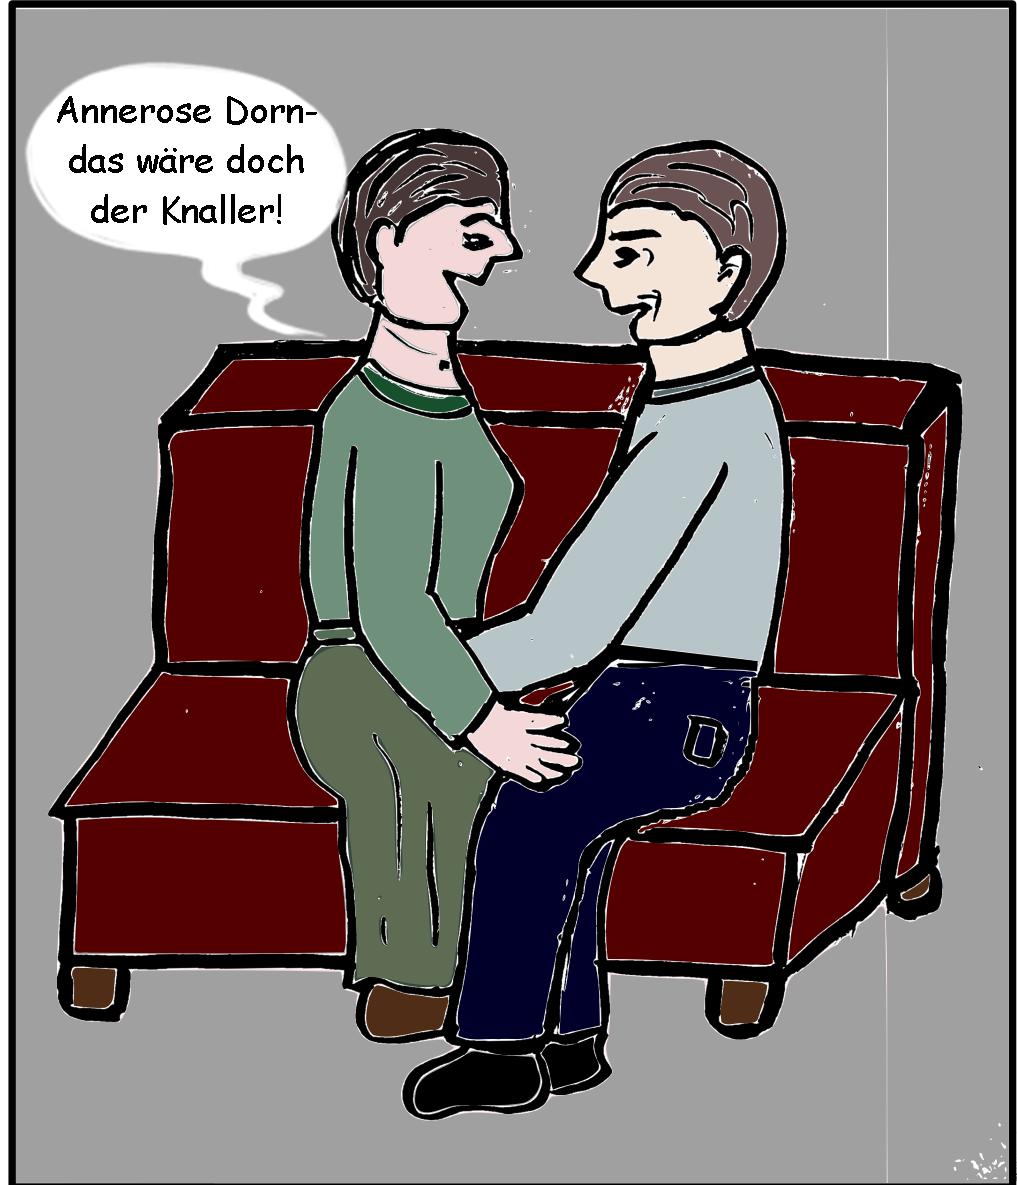 Annerose Dorn-
das wäre doch
der Knaller!